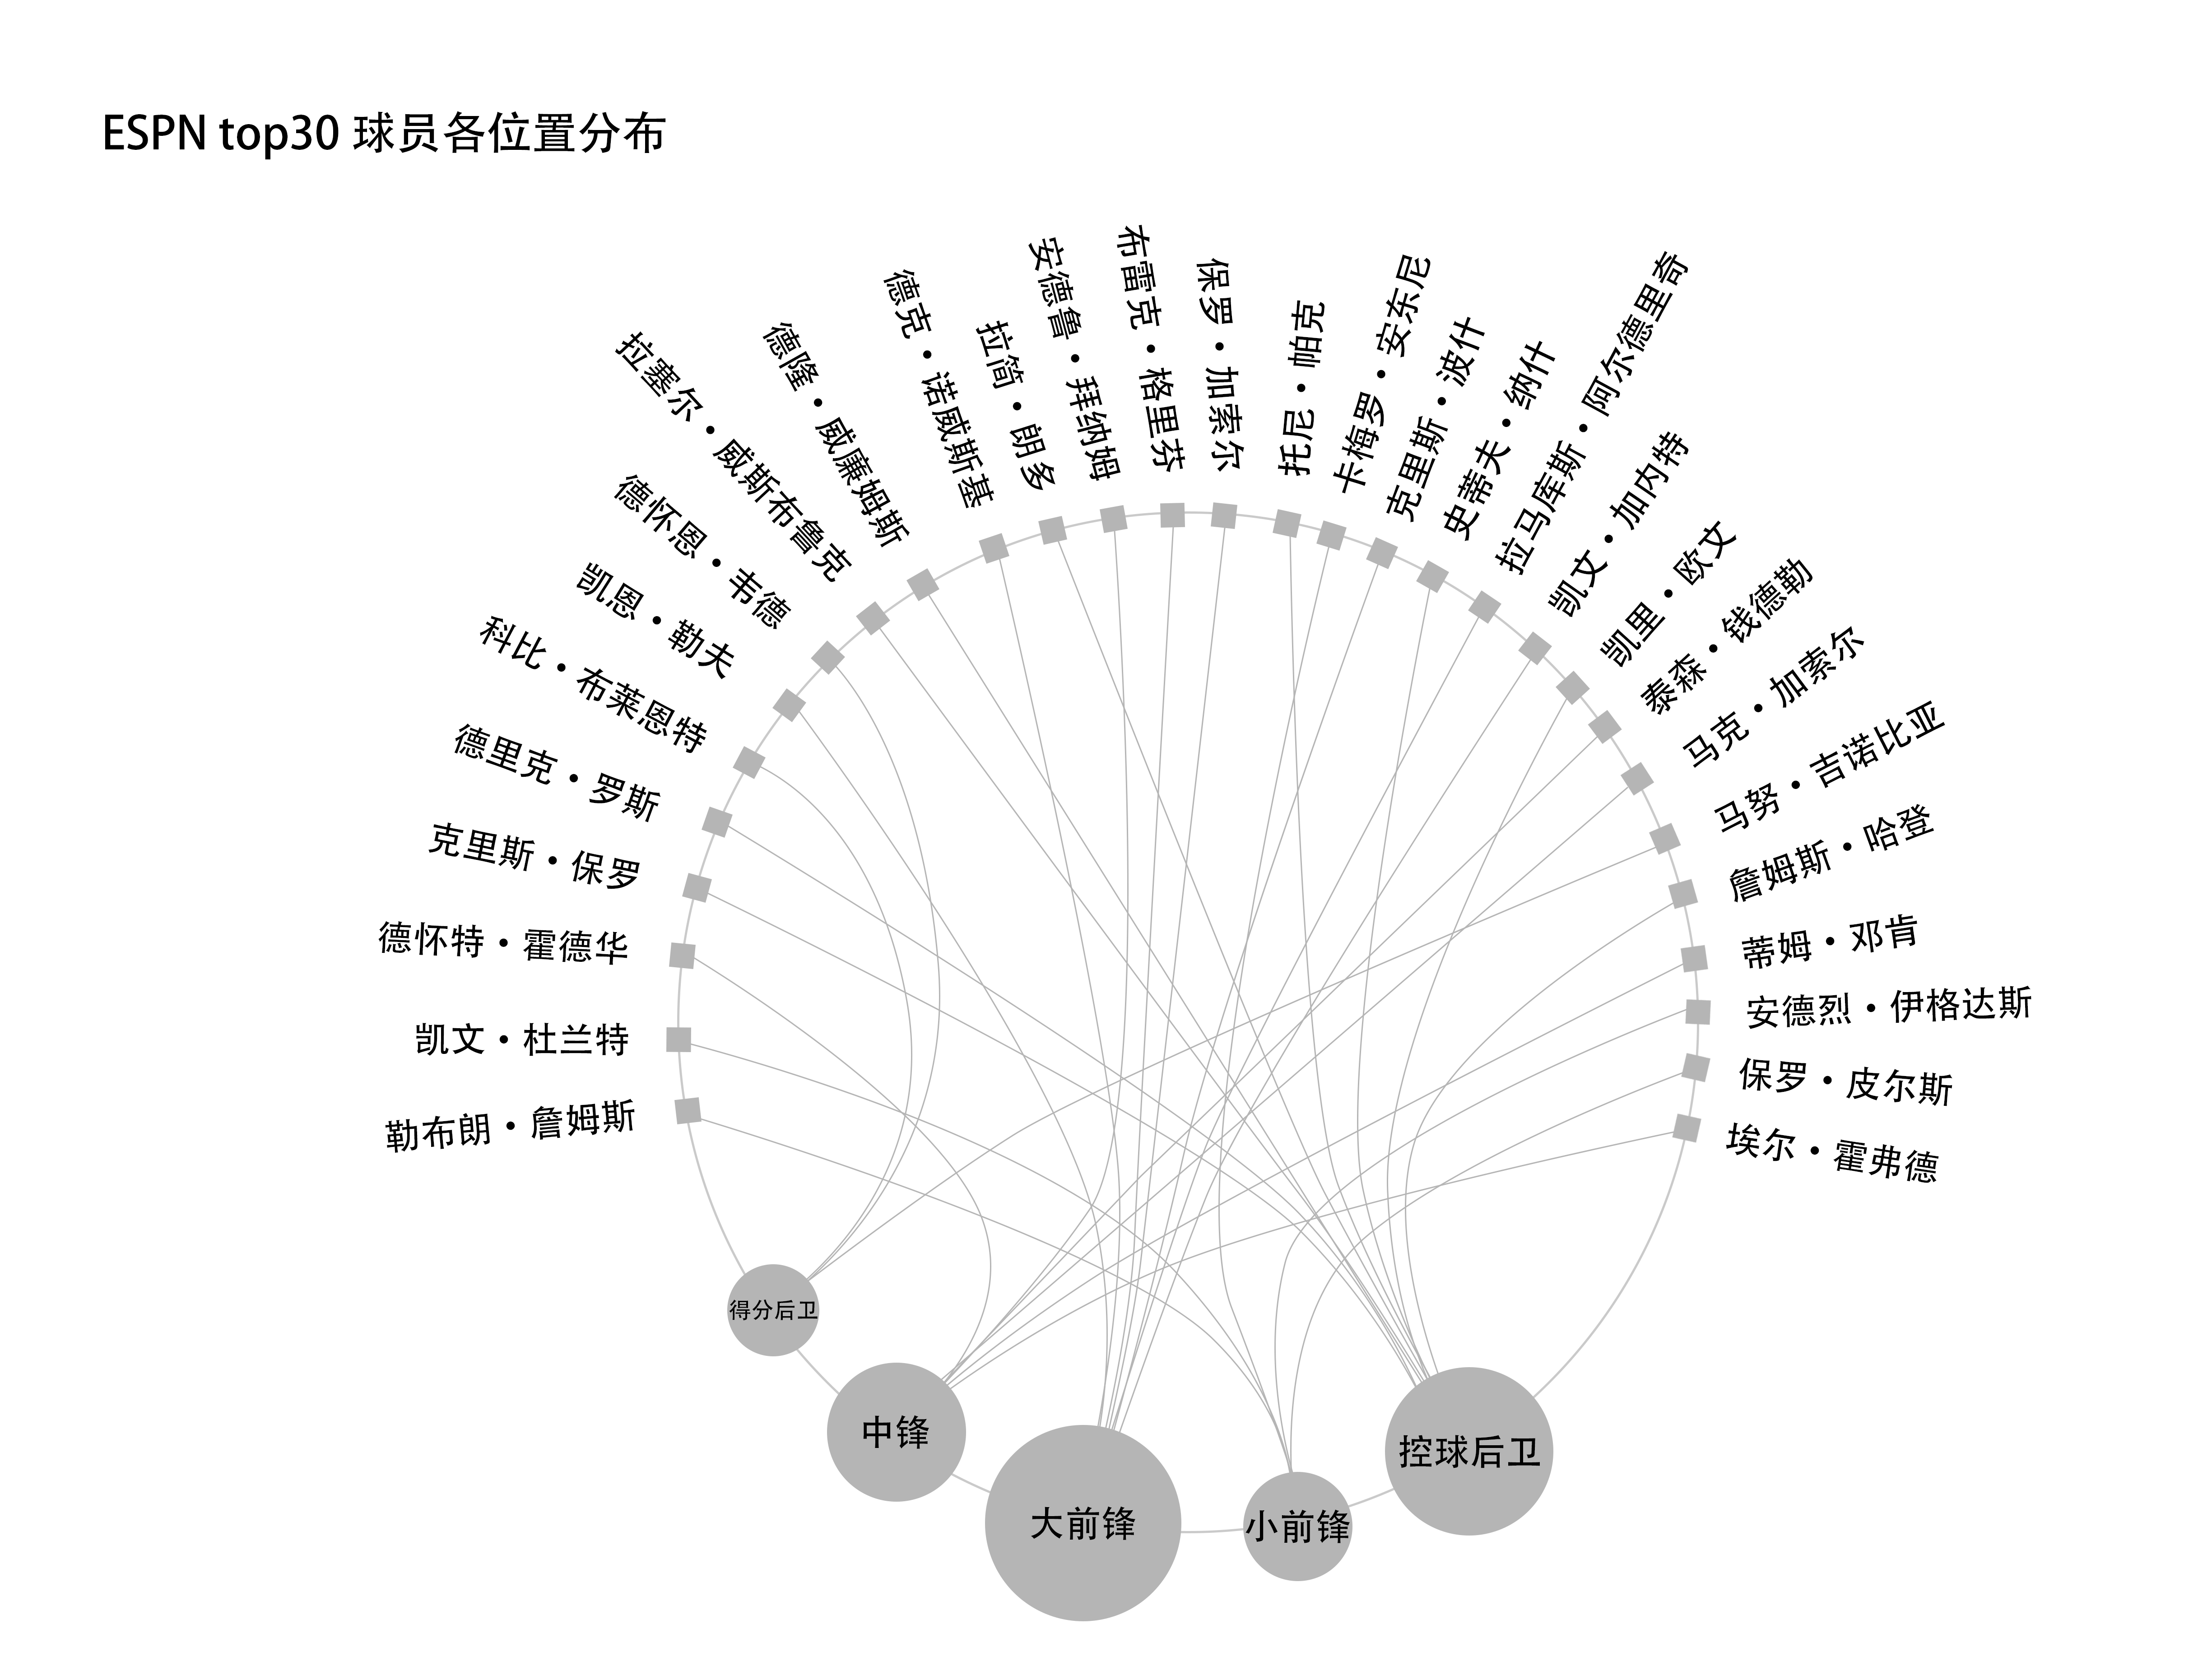 ESPN top30 球员各位置分布
勒布朗・詹姆斯
凯文・杜兰特
德怀特・霍德华
克里斯・保罗
德里克・罗斯
科比・布莱恩特
凯恩・勒夫
德怀恩・韦德
拉塞尔・威斯布鲁克
德隆・威廉姆斯
德克・诺威斯基
拉简・朗多
安德鲁・拜纳姆
布雷克・格里芬
保罗・加索尔
托尼・帕克
卡梅罗・安东尼
克里斯・波什
史蒂夫・纳什
拉马库斯・阿尔德里奇
凯文・加内特
凯里・欧文
泰森・钱德勒
马克・加索尔
马努・吉诺比亚
詹姆斯・哈登
蒂姆・邓肯
安德烈・伊格达斯
保罗・皮尔斯
埃尔・霍弗德
得分后卫
中锋
大前锋
小前锋
控球后卫